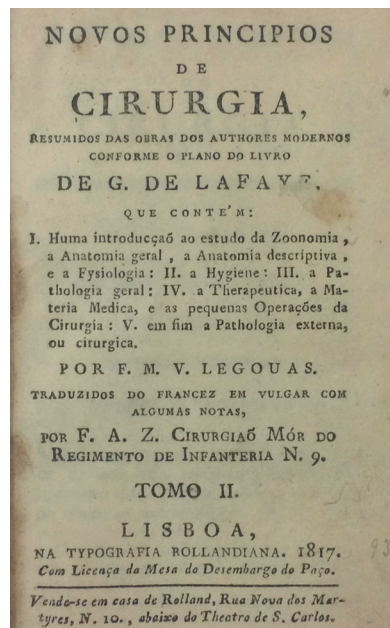 NOVOS PRINCIPIOS
DE
CIRURGIA,
RESUMIDOS DAS OBRAS DOS AUTHORES MODERNOS
CONFORME O PLANO DO LIVRO
DE G. DE LAFAYE,
QUE CONTE'M:
I. Huma introducçaõ ao estudo da Zoonomia,
a Anatomia geral, a Anatomia descriptiva,
e a Fysiologia: II. a Hygiene: III. a Pa-
thologia geral: IV. a Therapeutica, a Ma-
teria Medica, e as pequenas Operações da
Cirurgia: V. em fim a Pathologia externa,
ou cirurgica.
POR F. M. V. LEGOUAS.
TRADUZIDOS DO FRANCEZ EM VULGAR COM
ALGUMAS NOTAS,
POR F. A. Z. CIRURGIAÕ MÓR DO
REGIMENTO DE INFANTERIA N. 9.
TOMO II.
LISBOA,
NA TYPOGRAFIA ROLLANDIANA. 1817.
Com Licença da Mesa do Desembargo do Paço.
Vende-se em casa de Rolland, Rua Nova dos Mar-
tyres, N. 10., abaixo do Theatro de S. Carlos.